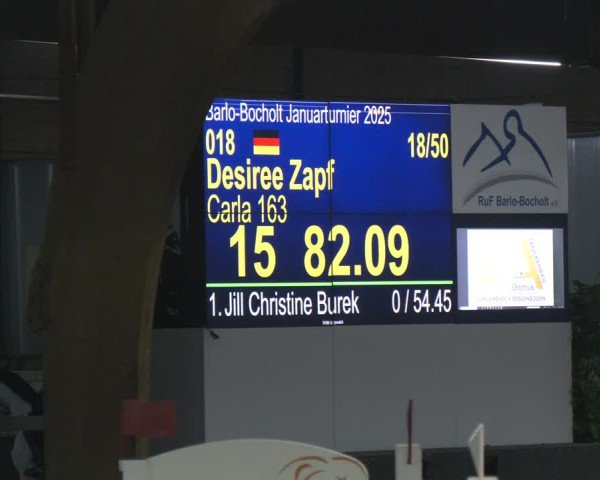 Barlo-Bocholt Januarturnier 2025
018 18/50
Desiree Zapf
Carla 163
15 82.09
1. Jill Christine Burek 0 / 54.45
RuF Barlo-Bocholt e.V.
Grothus